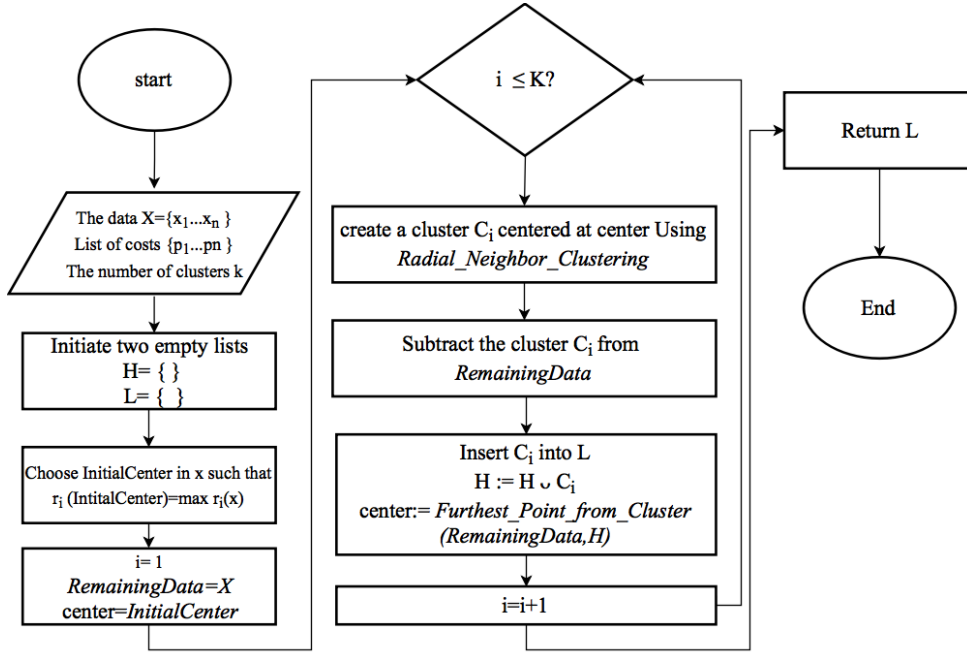 start
The data X={x₁...xₙ }
List of costs {p₁...pn }
The number of clusters k
Initiate two empty lists
H= { }
L= { }
Choose InitialCenter in x such that
rᵢ (IntitalCenter)=max rᵢ(x)
i= 1
RemainingData=X
center=InitialCenter
i ≤ K?
create a cluster Cᵢ centered at center Using
Radial_Neighbor_Clustering
Subtract the cluster Cᵢ from
RemainingData
Insert Cᵢ into L
H := H ∪ Cᵢ
center:= Furthest_Point_from_Cluster
(RemainingData,H)
i=i+1
Return L
End